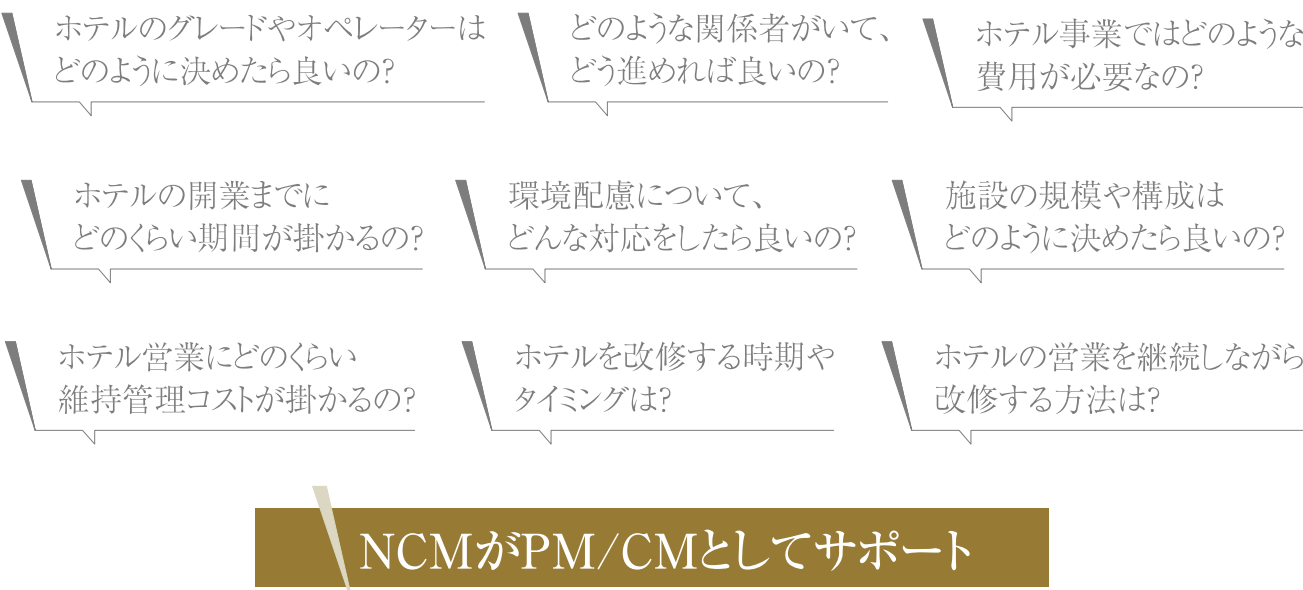 ホテルのグレードやオペレーターは
どのように決めたら良いの?
どのような関係者がいて、
どう進めれば良いの?
ホテル事業ではどのような
費用が必要なの?
ホテルの開業までに
どのくらい期間が掛かるの?
環境配慮について、
どんな対応をしたら良いの?
施設の規模や構成は
どのように決めたら良いの?
ホテル営業にどのくらい
維持管理コストが掛かるの?
ホテルを改修する時期や
タイミングは?
ホテルの営業を継続しながら
改修する方法は?
NCMがPM/CMとしてサポート